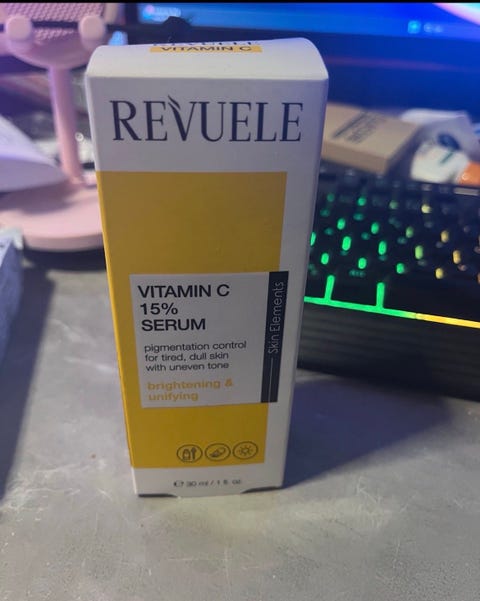 REVUELE
VITAMIN C
REVUELE
VITAMIN C
15%
SERUM
pigmentation control
for tired, dull skin
with uneven tone
brightening &
unifying
Skin Elements
℮ 30 ml / 1 fl. oz.